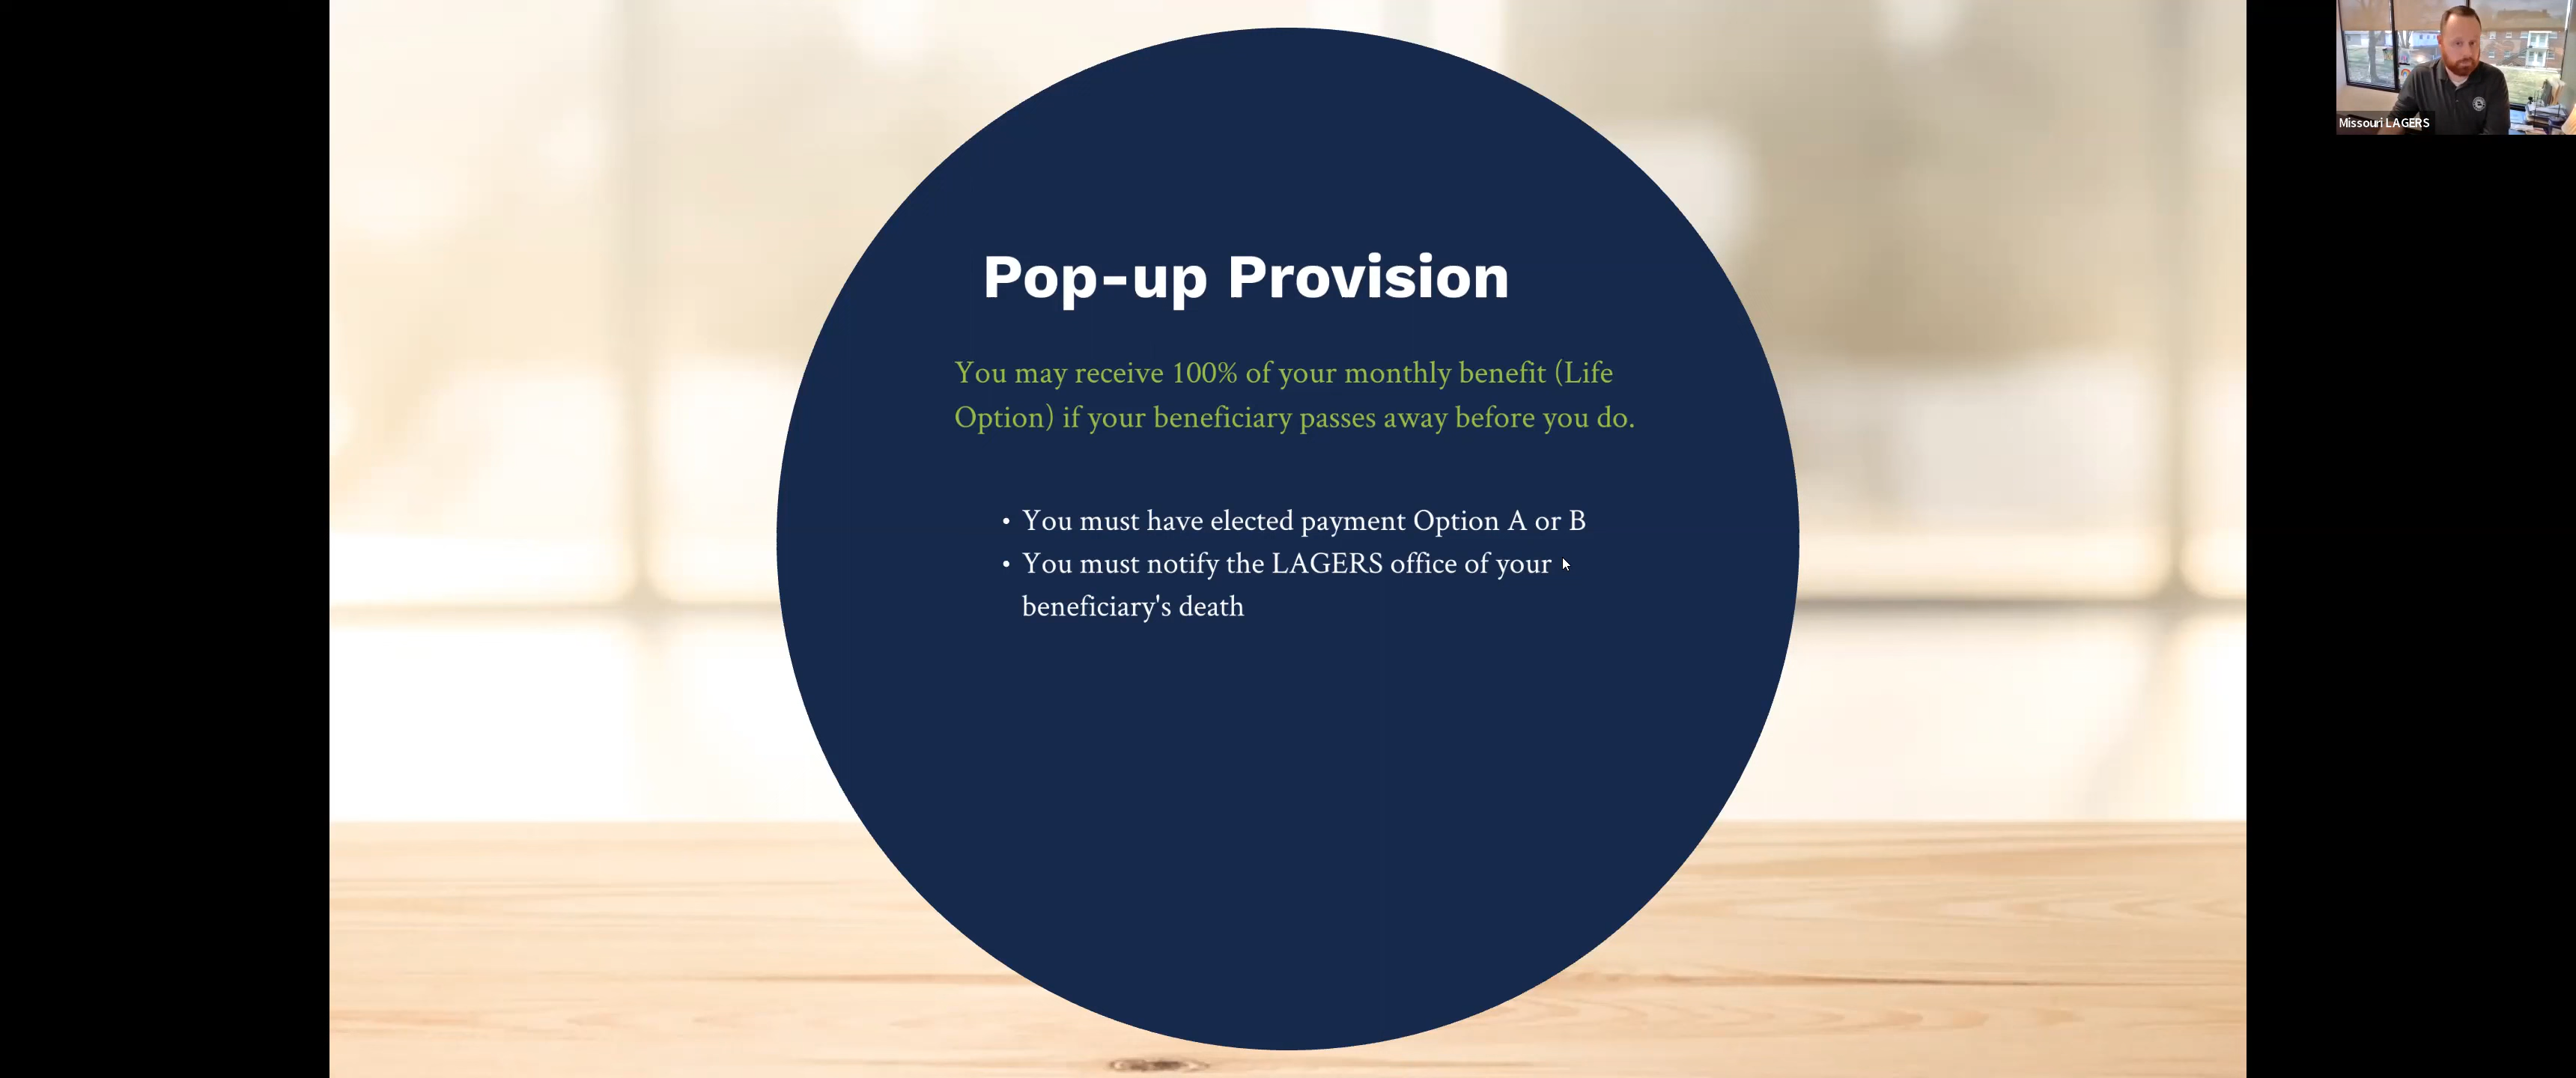 Pop-up Provision
You may receive 100% of your monthly benefit (Life
Option) if your beneficiary passes away before you do.
• You must have elected payment Option A or B
• You must notify the LAGERS office of your
beneficiary's death
Missouri LAGERS